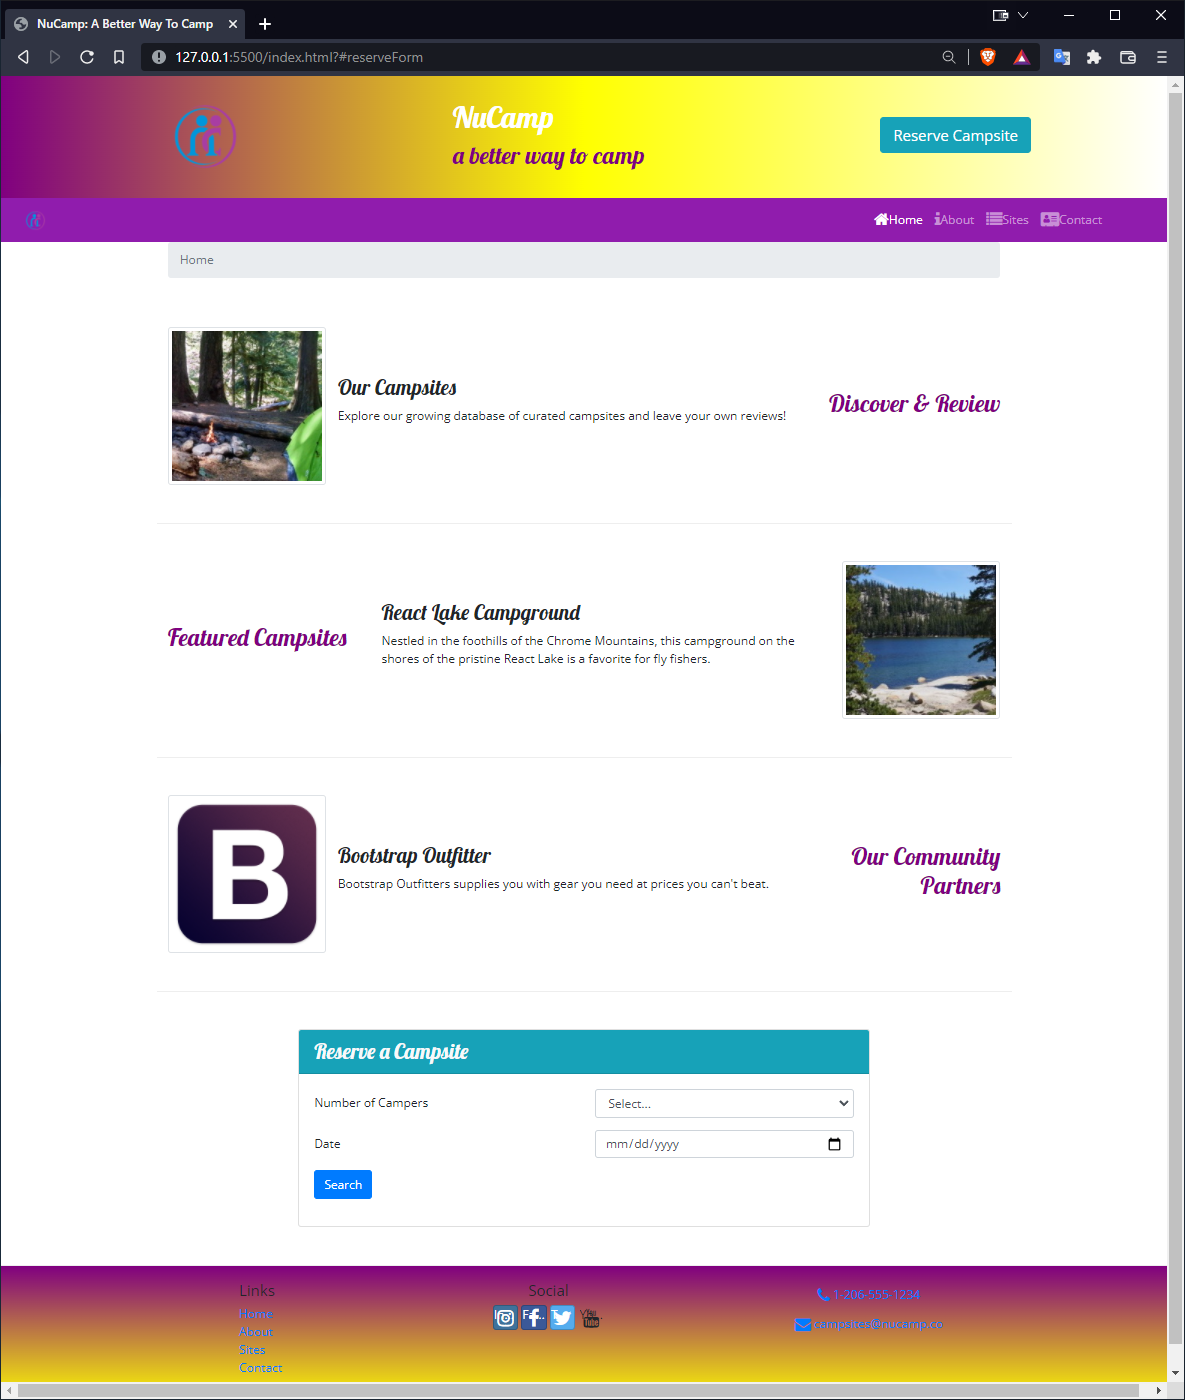 NuCamp: A Better Way To Camp
127.0.0.1:5500/index.html?#reserveForm
NuCamp
a better way to camp
Reserve Campsite
Home About Sites Contact
Home
Our Campsites
Explore our growing database of curated campsites and leave your own reviews!
Discover & Review
Featured Campsites
React Lake Campground
Nestled in the foothills of the Chrome Mountains, this campground on the
shores of the pristine React Lake is a favorite for fly fishers.
B
Bootstrap Outfitter
Bootstrap Outfitters supplies you with gear you need at prices you can't beat.
Our Community
Partners
Reserve a Campsite
Number of Campers
Select...
Date
mm/dd/yyyy
Search
Links
Home
About
Sites
Contact
Social
You
Tube
1-206-555-1234
campsites@nucamp.co